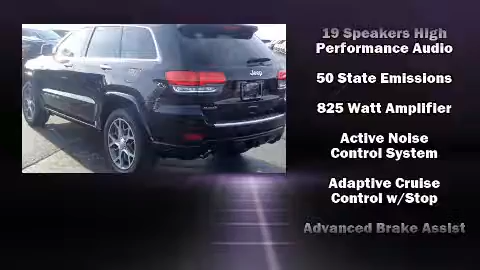 19 Speakers High
Performance Audio
50 State Emissions
825 Watt Amplifier
Active Noise
Control System
Adaptive Cruise
Control w/Stop
Advanced Brake Assist
Jeep